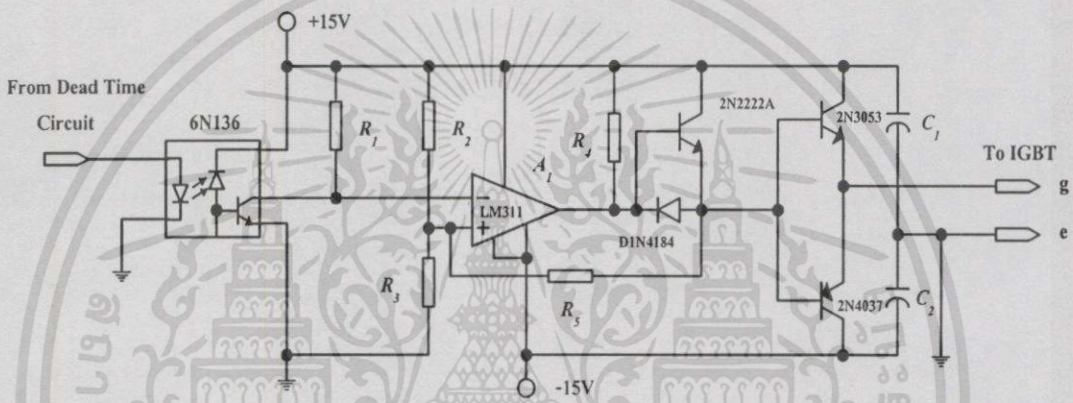 +15V
From Dead Time
Circuit
6N136
R1
R2
A1
R4
2N2222A
2N3053
C1
To IGBT
g
LM311
-
+
D1N4184
e
R3
R5
2N4037
C2
-15V